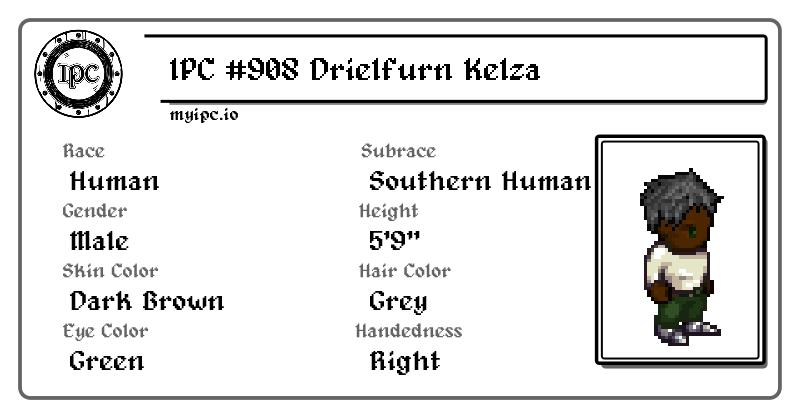 IPC
IPC #908 Drielfurn Kelza
myipc.io
Race
Subrace
Human
Southern Human
Gender
Height
Male
5'9"
Skin Color
Hair Color
Dark Brown
Grey
Eye Color
Handedness
Green
Right